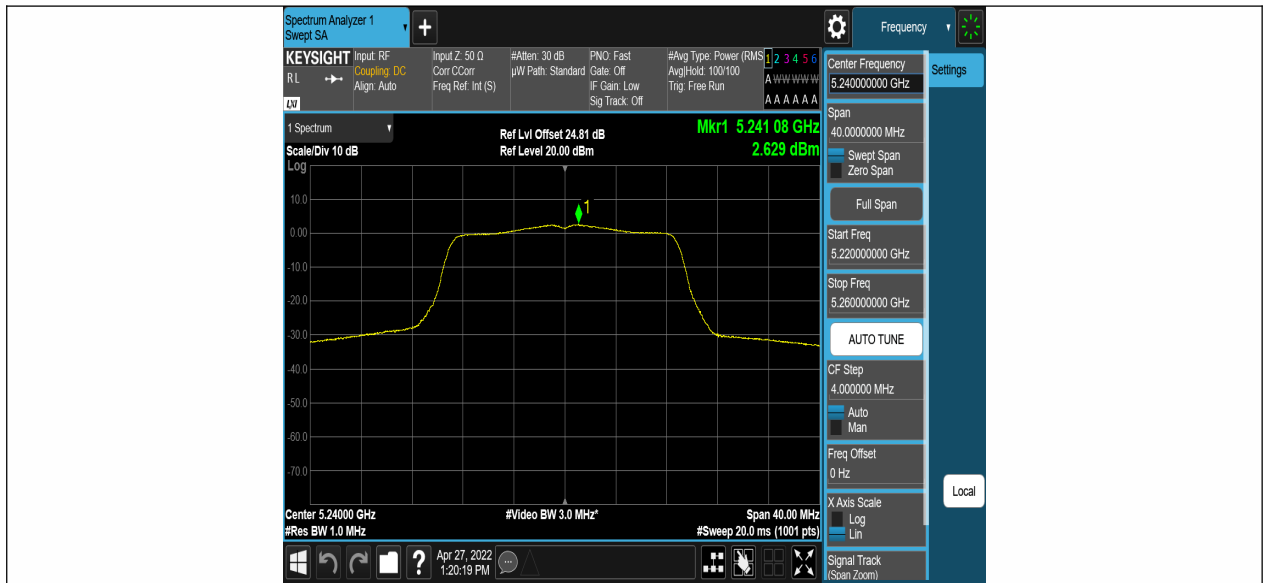 Spectrum Analyzer 1
Swept SA
+
Frequency
KEYSIGHT
R L
LXI
Input: RF
Coupling: DC
Align: Auto
Input Z: 50 Ω
Corr CCorr
Freq Ref: Int (S)
#Atten: 30 dB
µW Path: Standard
PNO: Fast
Gate: Off
IF Gain: Low
Sig Track: Off
#Avg Type: Power (RMS
Avg|Hold: 100/100
Trig: Free Run
1 2 3 4 5 6
A W W W W W
A A A A A A
1 Spectrum
Scale/Div 10 dB
Log
Ref Lvl Offset 24.81 dB
Ref Level 20.00 dBm
Mkr1 5.241 08 GHz
2.629 dBm
1
10.0
0.00
-10.0
-20.0
-30.0
-40.0
-50.0
-60.0
-70.0
Center 5.24000 GHz
#Res BW 1.0 MHz
#Video BW 3.0 MHz*
Span 40.00 MHz
#Sweep 20.0 ms (1001 pts)
?
Apr 27, 2022
1:20:19 PM
Center Frequency
5.240000000 GHz
Span
40.0000000 MHz
Swept Span
Zero Span
Full Span
Start Freq
5.220000000 GHz
Stop Freq
5.260000000 GHz
AUTO TUNE
CF Step
4.000000 MHz
Auto
Man
Freq Offset
0 Hz
X Axis Scale
Log
Lin
Signal Track
(Span Zoom)
Settings
Local